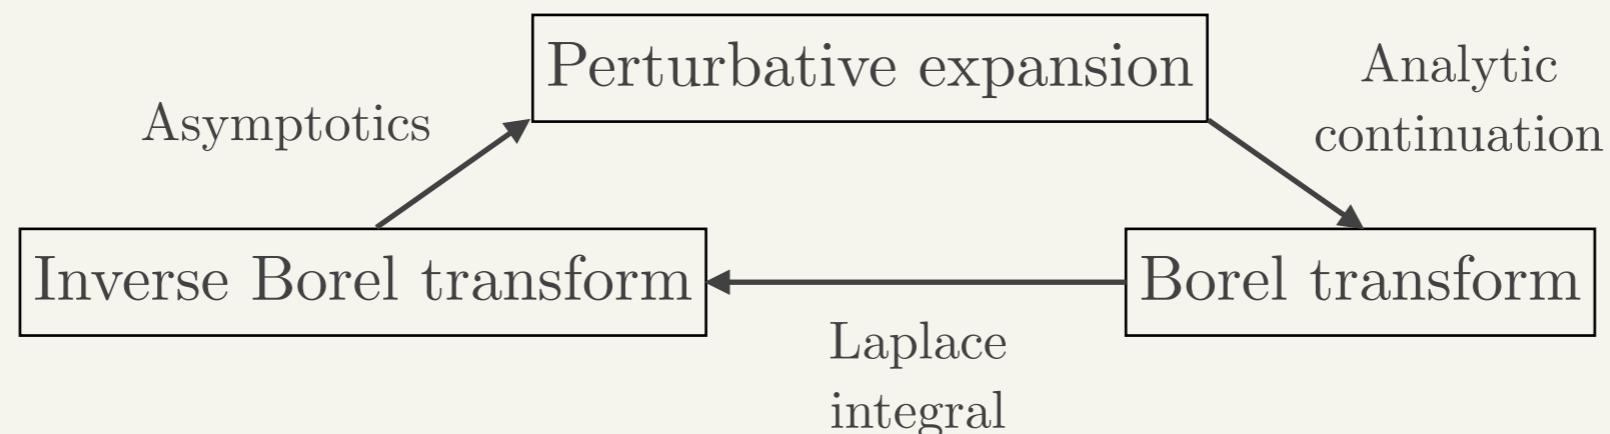 Perturbative expansion
Analytic
continuation
Asymptotics
Inverse Borel transform
Borel transform
Laplace
integral